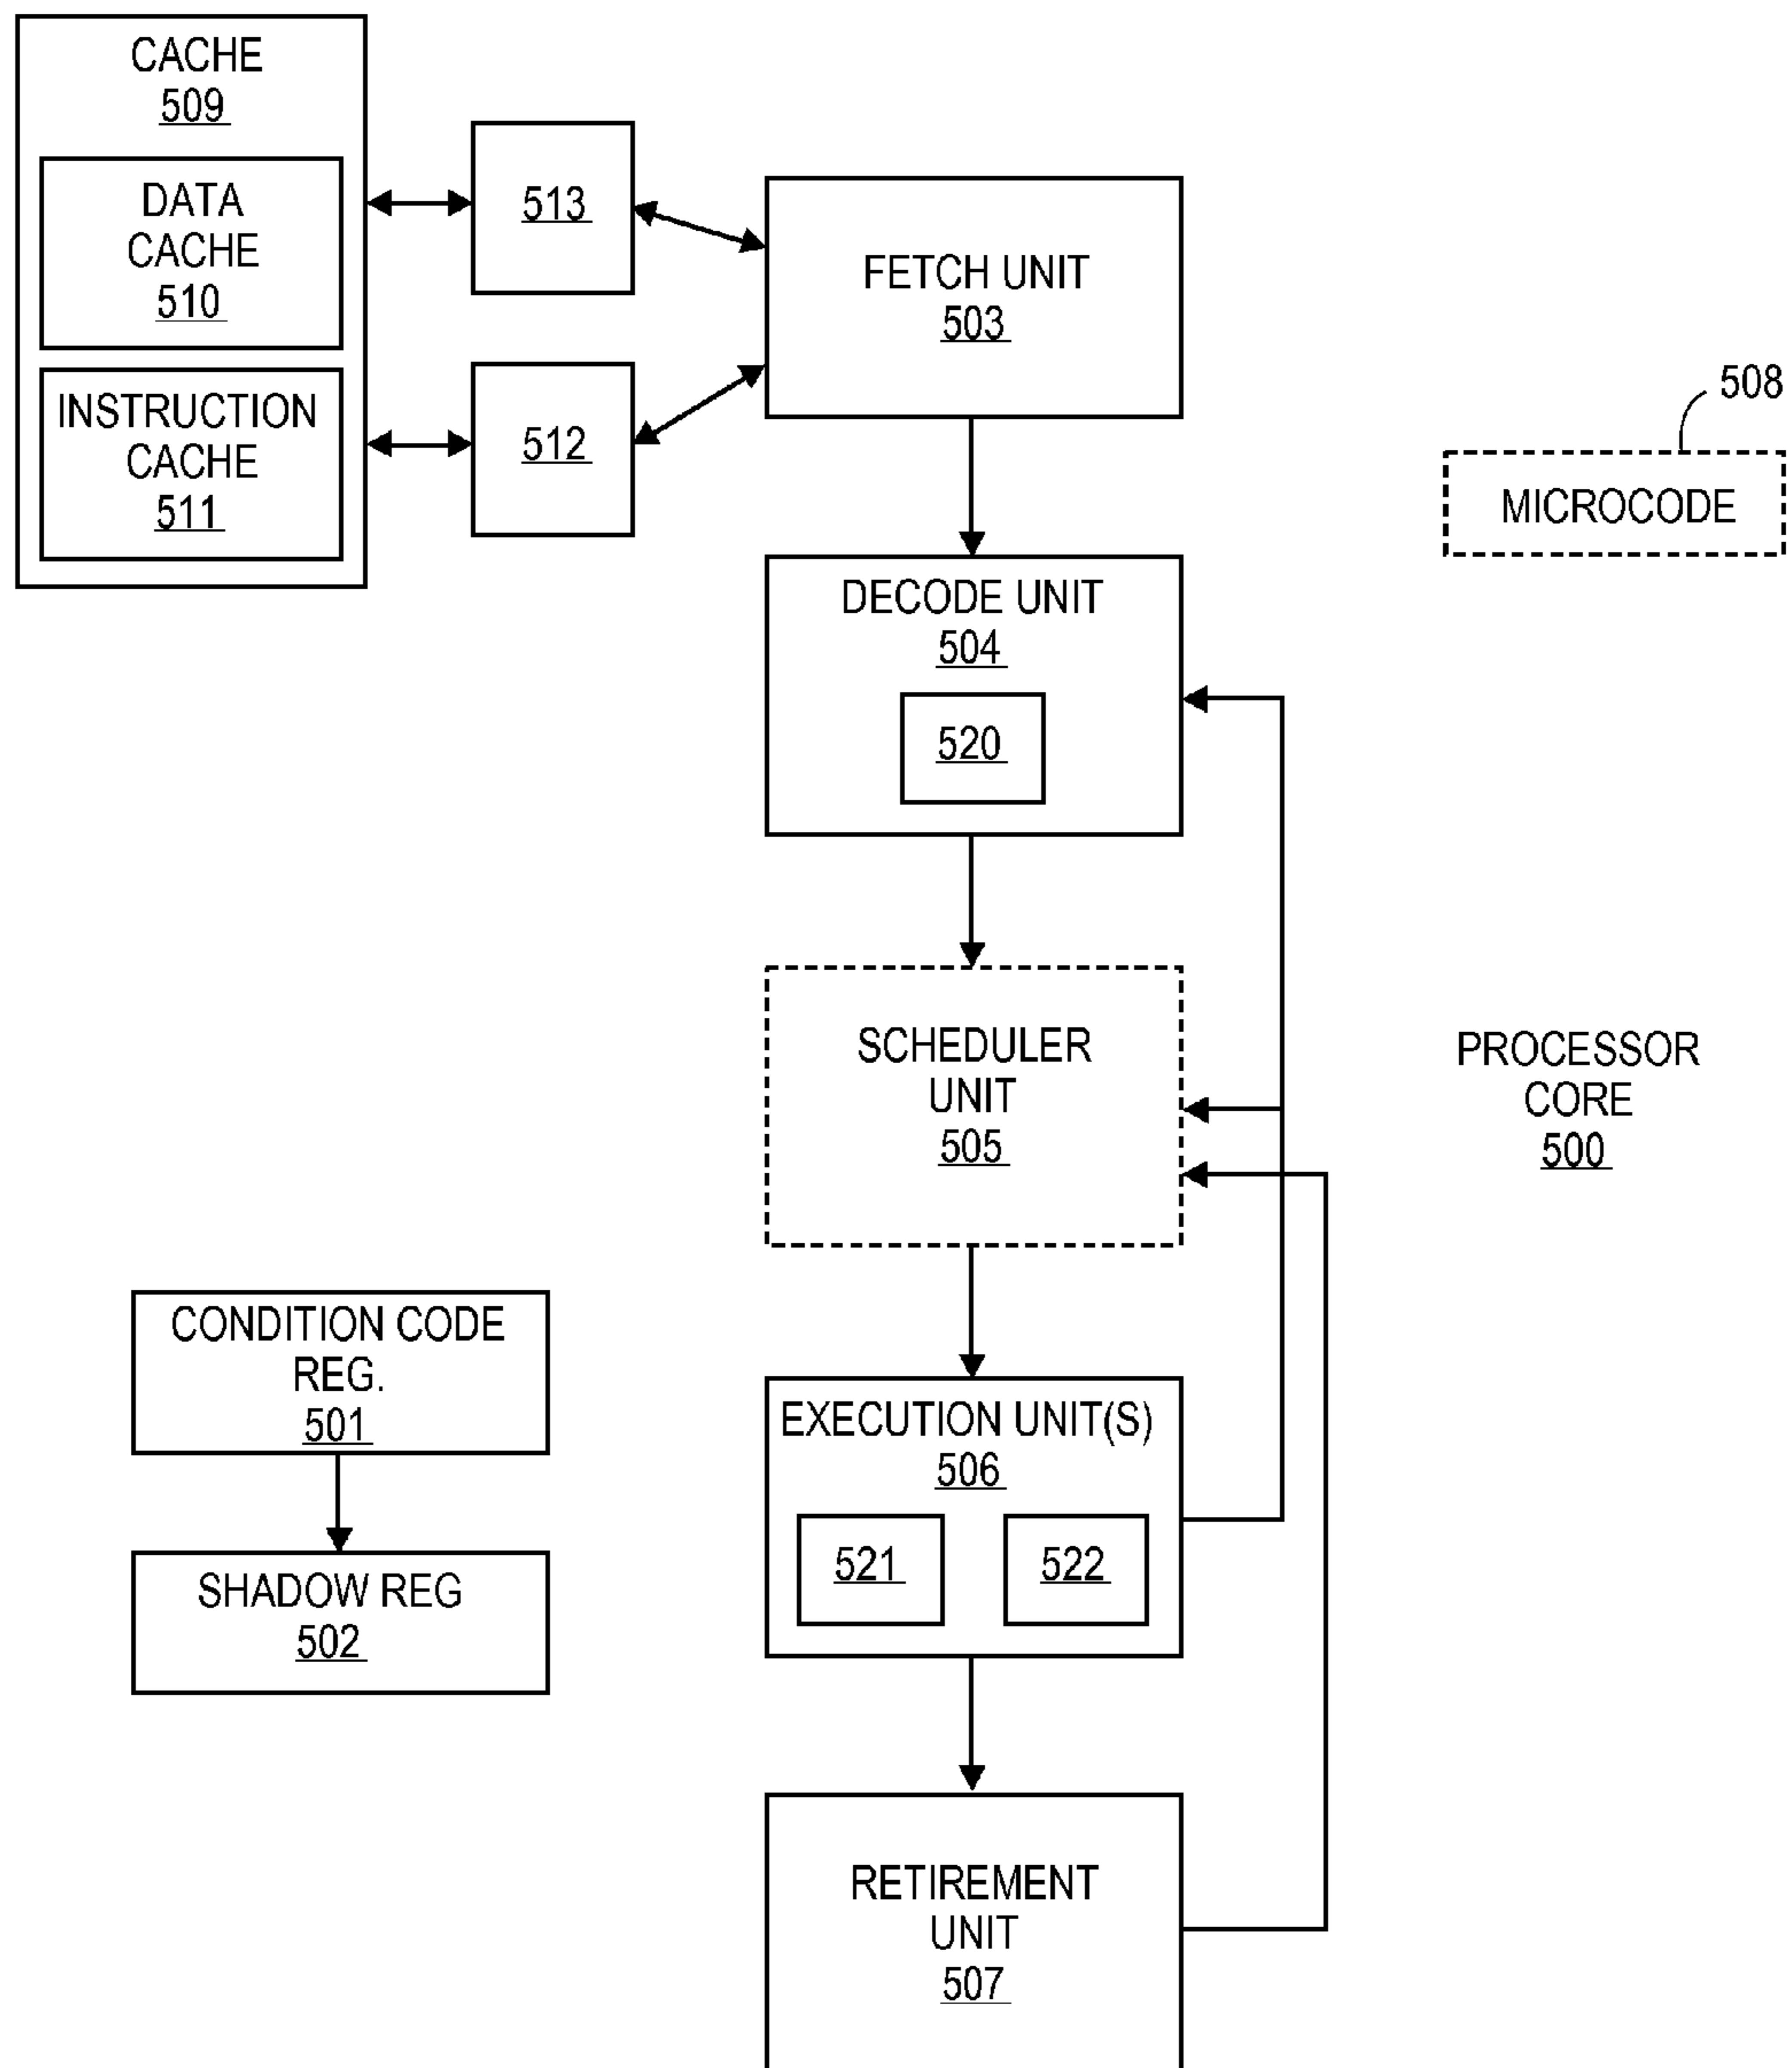 CACHE
509
DATA
CACHE
510
INSTRUCTION
CACHE
511
513
512
FETCH UNIT
503
508
MICROCODE
DECODE UNIT
504
520
SCHEDULER
UNIT
505
PROCESSOR
CORE
500
CONDITION CODE
REG.
501
SHADOW REG
502
EXECUTION UNIT(S)
506
521
522
RETIREMENT
UNIT
507